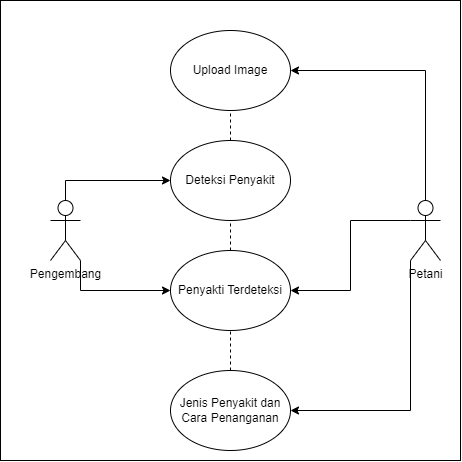 Upload Image
Deteksi Penyakit
Pengembang
Petani
Penyakti Terdeteksi
Jenis Penyakit dan
Cara Penanganan